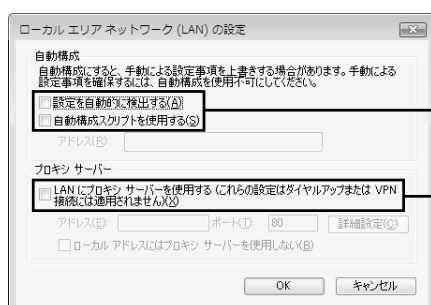 ローカル エリア ネットワーク (LAN) の設定
自動構成
自動構成にすると、手動による設定事項を上書きする場合があります。手動による
設定事項を確保するには、自動構成を使用不可にしてください。
設定を自動的に検出する(A)
自動構成スクリプトを使用する(S)
アドレス(R):
プロキシ サーバー
LAN にプロキシ サーバーを使用する (これらの設定はダイヤルアップまたは VPN
接続には適用されません)(X)
アドレス(E): ポート(T): 80 詳細設定(C)
ローカル アドレスにはプロキシ サーバーを使用しない(B)
OK キャンセル